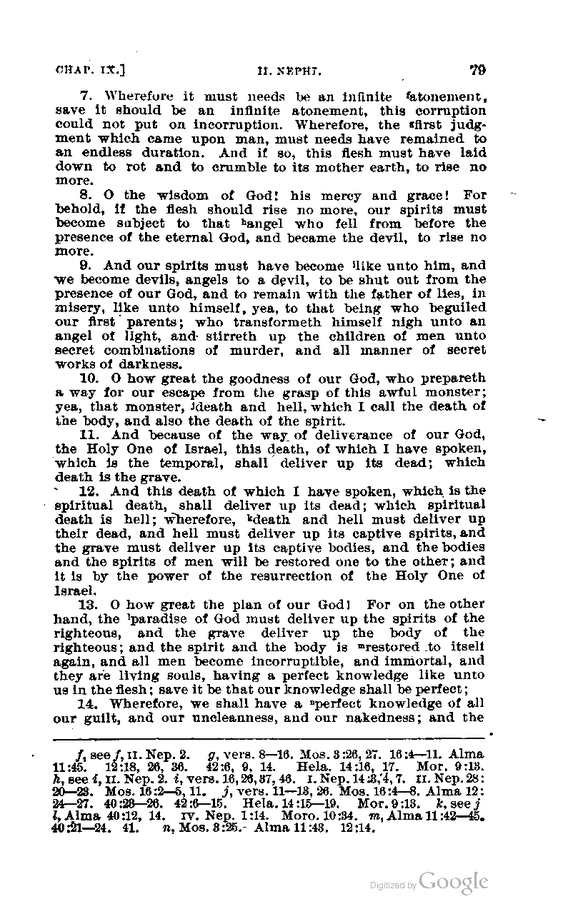 CHAP. IX.] II. NEPHI. 79
7. Wherefore it must needs be an infinite fatonement,
save it should be an infinite atonement, this corruption
could not put on incorruption. Wherefore, the gfirst judg-
ment which came upon man, must needs have remained to
an endless duration. And if so, this flesh must have laid
down to rot and to crumble to its mother earth, to rise no
more.
8. O the wisdom of God! his mercy and grace! For
behold, if the flesh should rise no more, our spirits must
become subject to that hangel who fell from before the
presence of the eternal God, and became the devil, to rise no
more.
9. And our spirits must have become ilike unto him, and
we become devils, angels to a devil, to be shut out from the
presence of our God, and to remain with the father of lies, in
misery, like unto himself, yea, to that being who beguiled
our first parents; who transformeth himself nigh unto an
angel of light, and stirreth up the children of men unto
secret combinations of murder, and all manner of secret
works of darkness.
10. O how great the goodness of our God, who prepareth
a way for our escape from the grasp of this awful monster;
yea, that monster, jdeath and hell, which I call the death of
the body, and also the death of the spirit.
11. And because of the way of deliverance of our God,
the Holy One of Israel, this death, of which I have spoken,
which is the temporal, shall deliver up its dead; which
death is the grave.
12. And this death of which I have spoken, which is the
spiritual death, shall deliver up its dead; which spiritual
death is hell; wherefore, kdeath and hell must deliver up
their dead, and hell must deliver up its captive spirits, and
the grave must deliver up its captive bodies, and the bodies
and the spirits of men will be restored one to the other; and
it is by the power of the resurrection of the Holy One of
Israel.
13. O how great the plan of our God! For on the other
hand, the lparadise of God must deliver up the spirits of the
righteous, and the grave deliver up the body of the
righteous; and the spirit and the body is mrestored to itself
again, and all men become incorruptible, and immortal, and
they are living souls, having a perfect knowledge like unto
us in the flesh; save it be that our knowledge shall be perfect;
14. Wherefore, we shall have a nperfect knowledge of all
our guilt, and our uncleanness, and our nakedness; and the
f, see f, II. Nep. 2. g, vers. 8—16. Mos. 3:26, 27. 16:4—11. Alma
11:45. 12:18, 26, 36. 42:6, 9, 14. Hela. 14:16, 17. Mor. 9:13.
h, see i, II. Nep. 2. i, vers. 16, 26, 37, 46. I. Nep. 14:3, 4, 7. II. Nep. 28:
20—23. Mos. 16:2—5, 11. j, vers. 11—13, 26. Mos. 16:4—8. Alma 12:
24—27. 40:23—26. 42:6—15. Hela. 14:15—19. Mor. 9:13. k, see j
l, Alma 40:12, 14. IV. Nep. 1:14. Moro. 10:34. m, Alma 11:42—45.
40:21—24. 41. n, Mos. 3:25. Alma 11:43. 12:14.
Digitized by Google